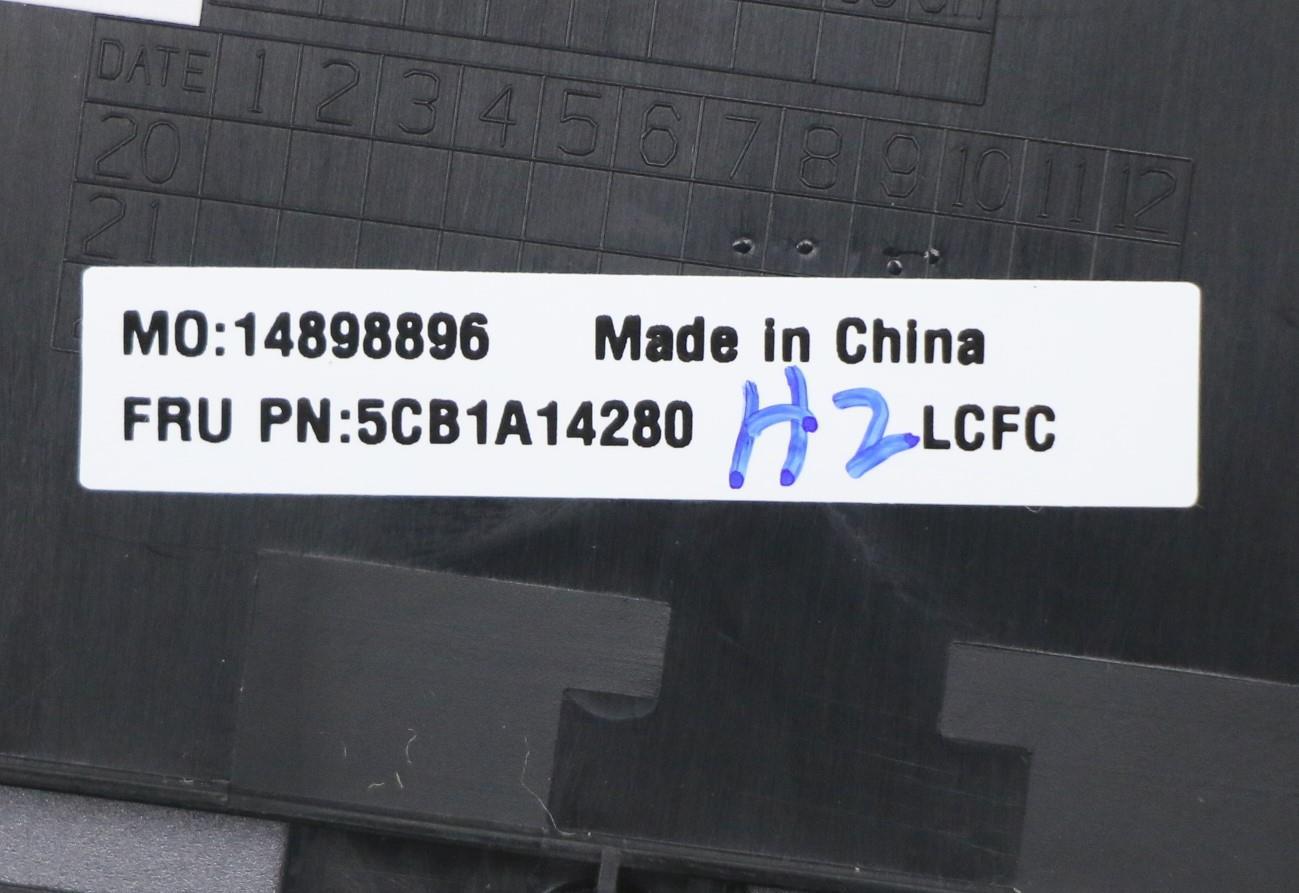 DATE 1 2 3 4 5 6 7 8 9 10 11 12
20
21
MO:14898896 Made in China
FRU PN:5CB1A14280 H2 LCFC